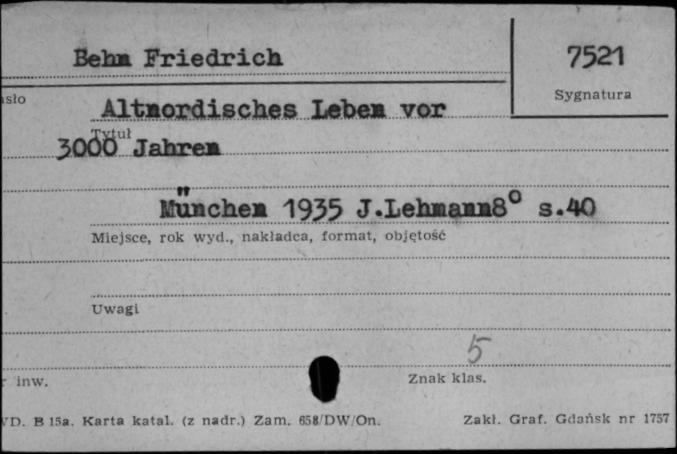 Behm Friedrich
7521
Sygnatura
Altnordisches Leben vor
Tytuł
3000 Jahren
München 1935 J.Lehmann8° s.40
Miejsce, rok wyd., nakładca, format, objętość
Uwagi
5
inw.
Znak klas.
B 15a. Karta katal. (z nadr.) Zam. 658/DW/On.
Zakł. Graf. Gdańsk nr 1757